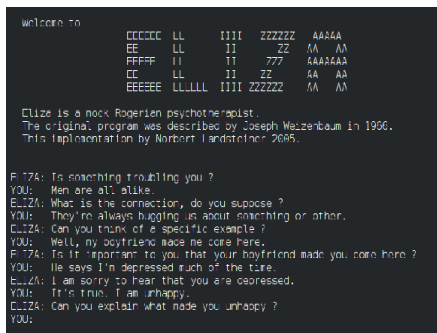 Welcome to
EEEEEE LL IIII ZZZZZZ AAAAA
EE LL II ZZ AA AA
EEEEE LL II ZZZ AAAAAAA
EE LL II ZZ AA AA
EEEEEE LLLLLL IIII ZZZZZZ AA AA
Eliza is a mock Rogerian psychotherapist.
The original program was described by Joseph Weizenbaum in 1966.
This implementation by Norbert Landsteiner 2005.
ELIZA: Is something troubling you ?
YOU: Men are all alike.
ELIZA: What is the connection, do you suppose ?
YOU: They're always bugging us about something or other.
ELIZA: Can you think of a specific example ?
YOU: Well, my boyfriend made me come here.
ELIZA: Is it important to you that your boyfriend made you come here ?
YOU: He says I'm depressed much of the time.
ELIZA: I am sorry to hear that you are depressed.
YOU: It's true. I am unhappy.
ELIZA: Can you explain what made you unhappy ?
YOU: